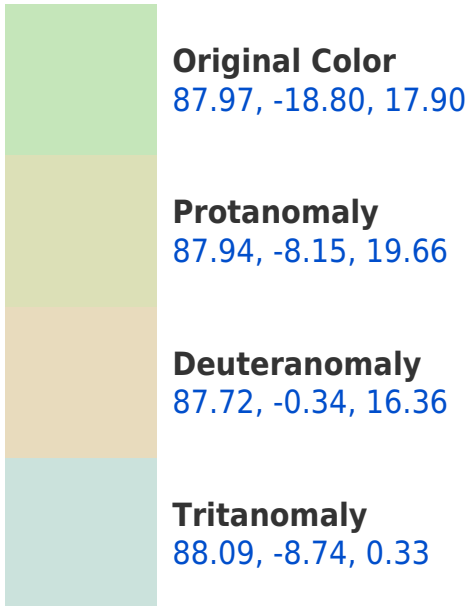 Original Color
87.97, -18.80, 17.90
Protanomaly
87.94, -8.15, 19.66
Deuteranomaly
87.72, -0.34, 16.36
Tritanomaly
88.09, -8.74, 0.33